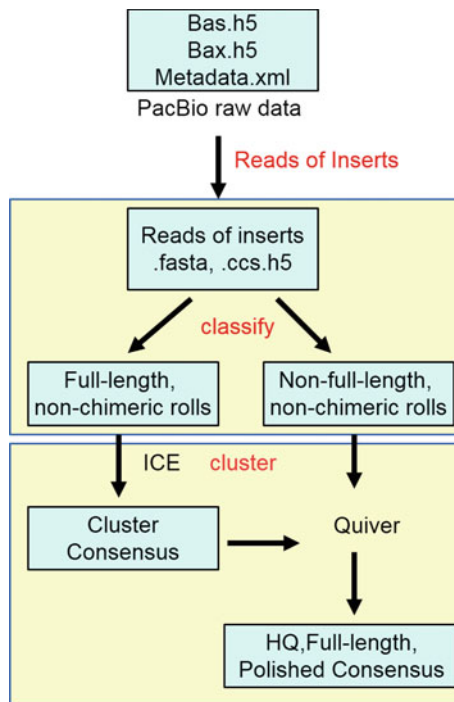 Bas.h5
Bax.h5
Metadata.xml
PacBio raw data
Reads of Inserts
Reads of inserts
.fasta, .ccs.h5
classify
Full-length,
non-chimeric rolls
Non-full-length,
non-chimeric rolls
ICE cluster
Cluster
Consensus
Quiver
HQ,Full-length,
Polished Consensus